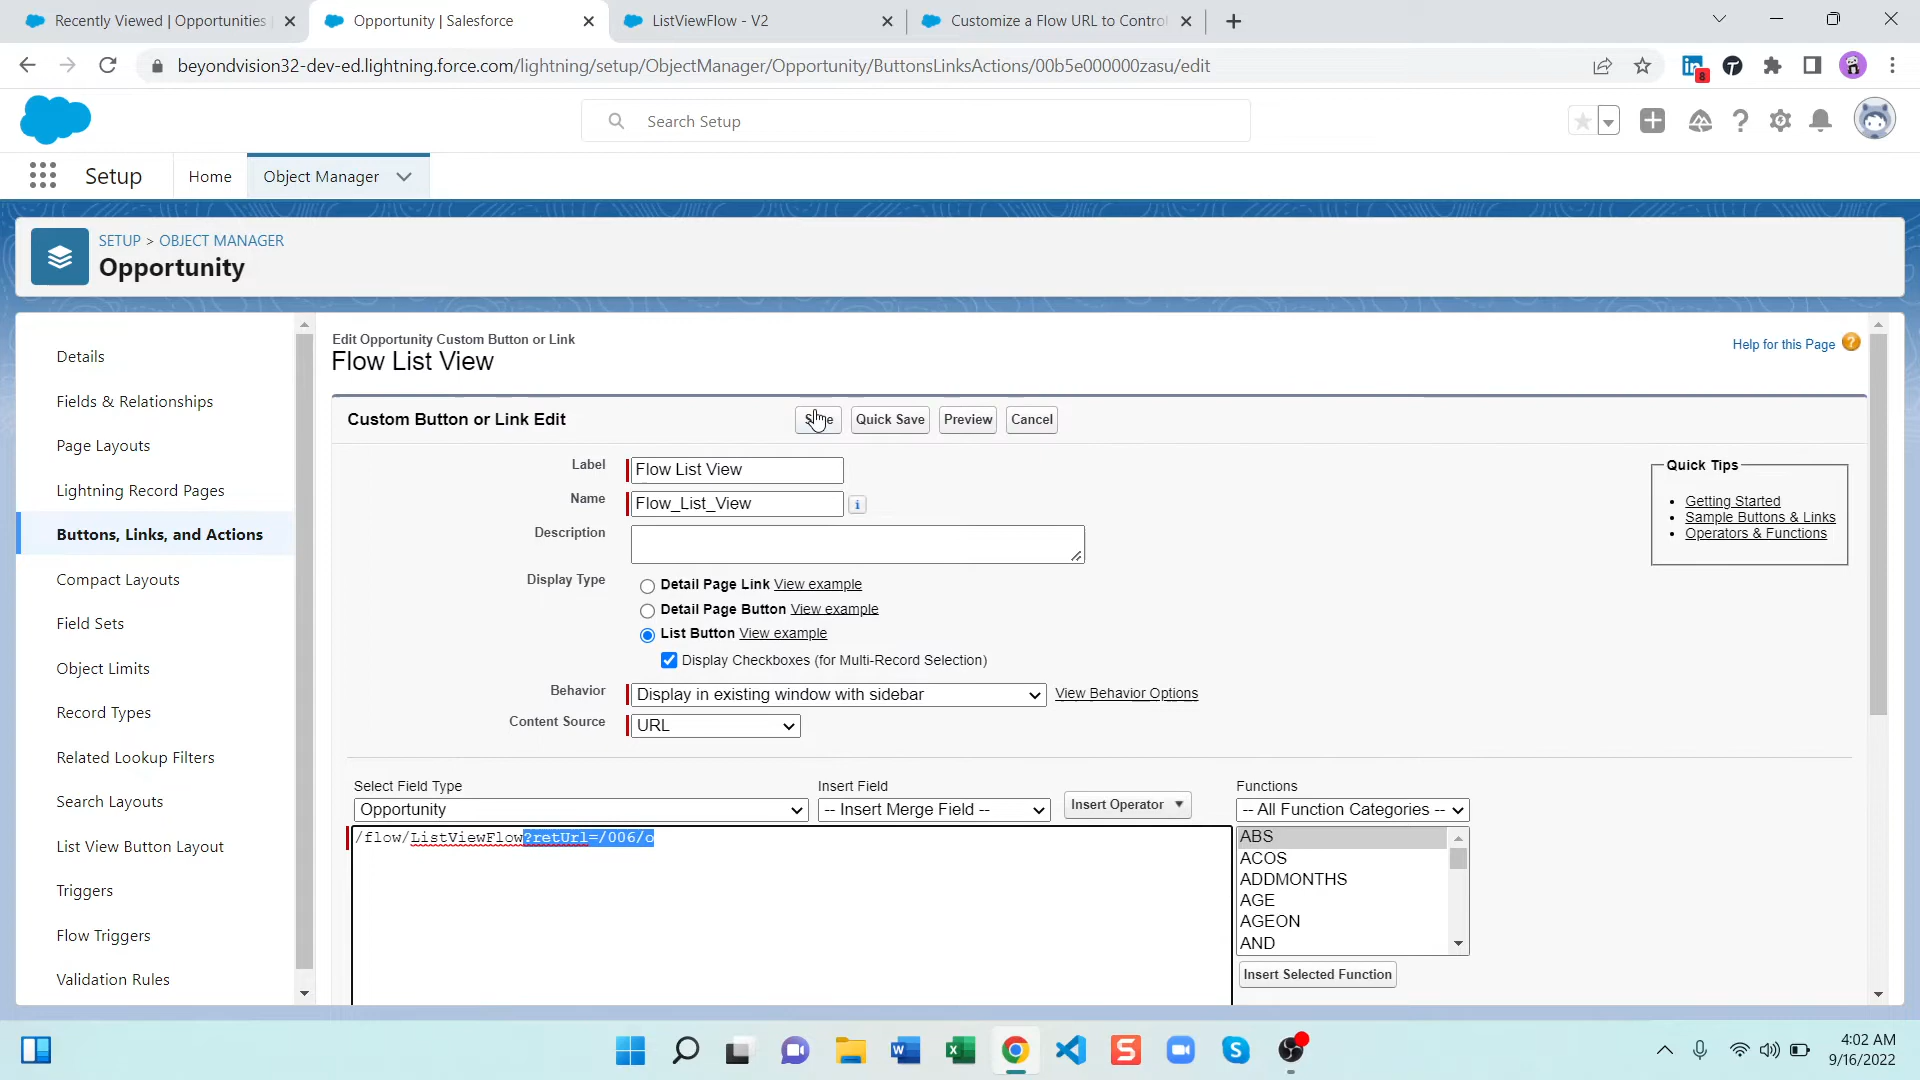 Recently Viewed | Opportunities
Opportunity | Salesforce
ListViewFlow - V2
Customize a Flow URL to Control
beyondvision32-dev-ed.lightning.force.com/lightning/setup/ObjectManager/Opportunity/ButtonsLinksActions/00b5e000000zasu/edit
8
Search Setup
Setup
Home
Object Manager
SETUP > OBJECT MANAGER
Opportunity
Details
Fields & Relationships
Page Layouts
Lightning Record Pages
Buttons, Links, and Actions
Compact Layouts
Field Sets
Object Limits
Record Types
Related Lookup Filters
Search Layouts
List View Button Layout
Triggers
Flow Triggers
Validation Rules
Edit Opportunity Custom Button or Link
Flow List View
Help for this Page
Custom Button or Link Edit
Save
Quick Save
Preview
Cancel
Label
Flow List View
Name
Flow_List_View
Description
Display Type
Detail Page Link View example
Detail Page Button View example
List Button View example
Display Checkboxes (for Multi-Record Selection)
Behavior
Display in existing window with sidebar
View Behavior Options
Content Source
URL
Quick Tips
Getting Started
Sample Buttons & Links
Operators & Functions
Select Field Type
Opportunity
Insert Field
-- Insert Merge Field --
Insert Operator
Functions
-- All Function Categories --
/flow/ListViewFlow?retUrl=/006/o
ABS
ACOS
ADDMONTHS
AGE
AGEON
AND
Insert Selected Function
4:02 AM
9/16/2022